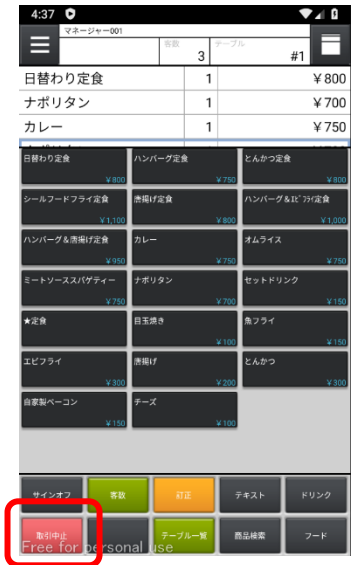 4:37
マネージャー001
客数
3
テーブル
#1
日替わり定食 1 ¥800
ナポリタン 1 ¥700
カレー 1 ¥750
日替わり定食 ハンバーグ定食 とんかつ定食
¥800 ¥750 ¥800
シールフードフライ定食 唐揚げ定食 ハンバーグ&エビフライ定食
¥1,100 ¥800 ¥1,000
ハンバーグ&唐揚げ定食 カレー オムライス
¥950 ¥750 ¥750
ミートソーススパゲティー ナポリタン セットドリンク
¥750 ¥700 ¥150
★定食 目玉焼き 魚フライ
¥100 ¥150
エビフライ 唐揚げ とんかつ
¥300 ¥200 ¥300
自家製ベーコン チーズ
¥150 ¥100
サインオフ 客数 訂正 テキスト ドリンク
取引中止 テーブル一覧 商品検索 フード
Free for personal use